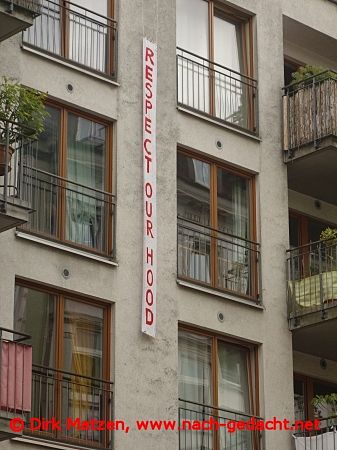 RESPECT OUR HOOD
© Dirk Matzen, www.nach-gedacht.net